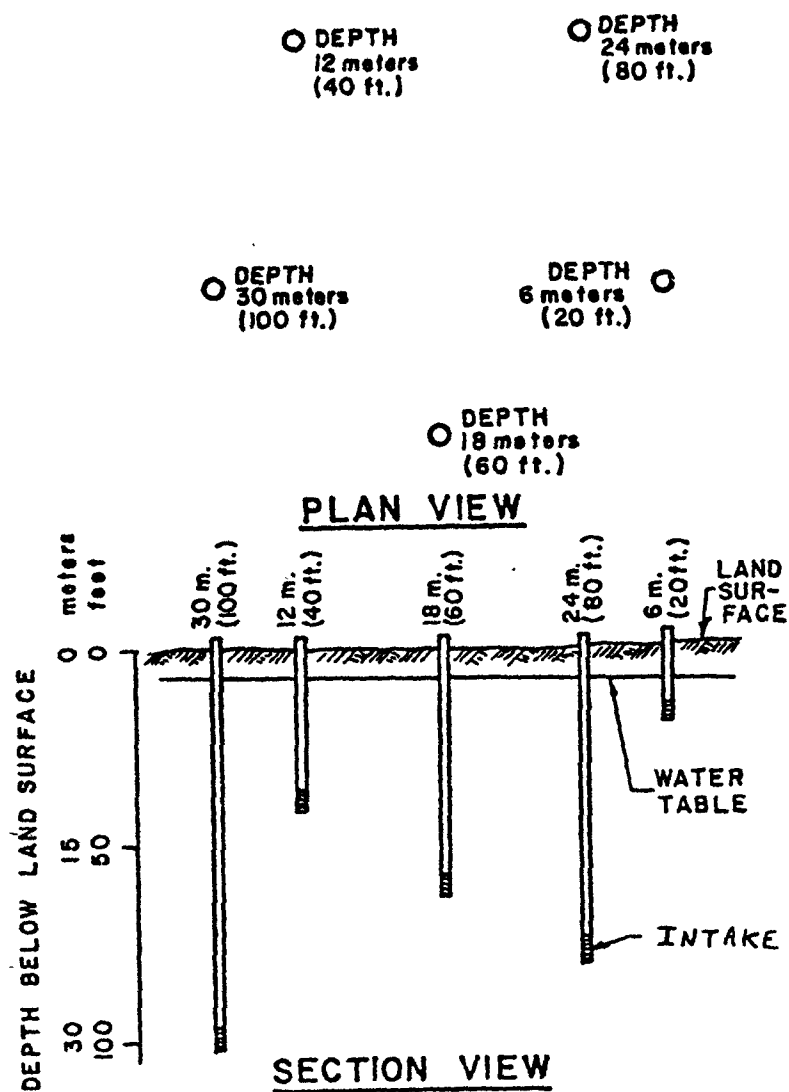 DEPTH
12 meters
(40 ft.)
DEPTH
24 meters
(80 ft.)
DEPTH
30 meters
(100 ft.)
DEPTH
6 meters
(20 ft.)
DEPTH
18 meters
(60 ft.)
PLAN VIEW
meters
feet
30 m.
(100 ft.)
12 m.
(40 ft.)
18 m.
(60 ft.)
24 m.
(80 ft.)
6 m.
(20 ft.)
LAND
SUR-
FACE
0 0
WATER
TABLE
15 50
INTAKE
30 100
DEPTH BELOW LAND SURFACE
SECTION VIEW